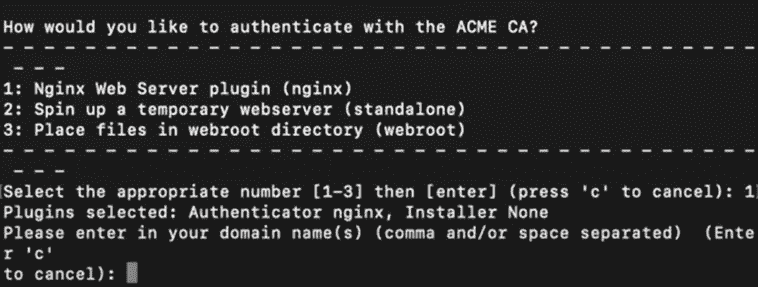 How would you like to authenticate with the ACME CA?
- - - - - - - - - - - - - - - - - - - - - - - - - - - - - - - - - - - - - -
- - -
1: Nginx Web Server plugin (nginx)
2: Spin up a temporary webserver (standalone)
3: Place files in webroot directory (webroot)
- - - - - - - - - - - - - - - - - - - - - - - - - - - - - - - - - - - - - -
- - -
Select the appropriate number [1-3] then [enter] (press 'c' to cancel): 1
Plugins selected: Authenticator nginx, Installer None
Please enter in your domain name(s) (comma and/or space separated)  (Ente
r 'c'
to cancel):